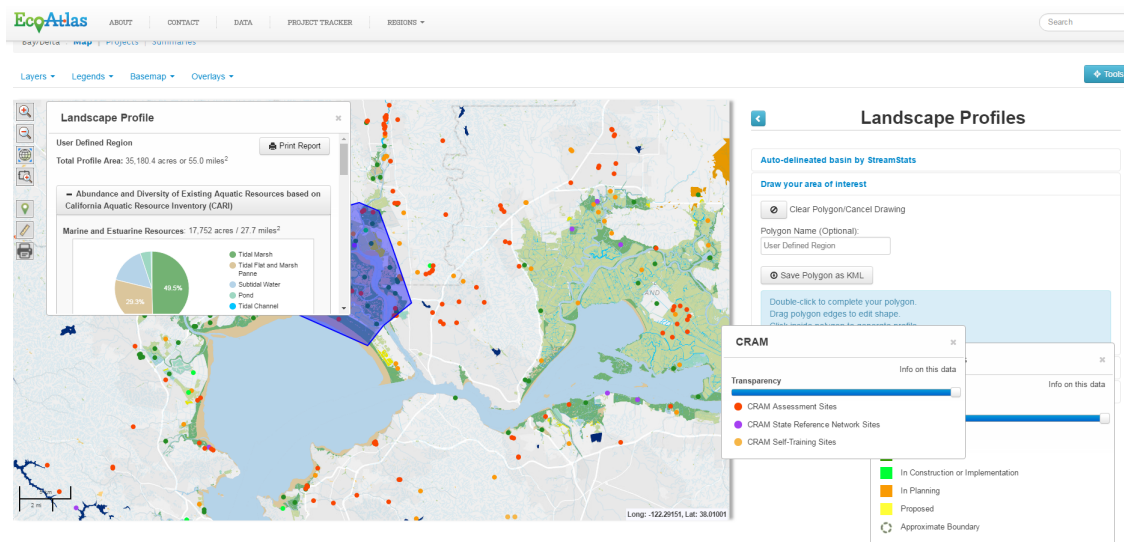 EcoAtlas
ABOUT
CONTACT
DATA
PROJECT TRACKER
REGIONS
Search
Bay/Delta | Map | Projects | Summaries
Layers
Legends
Basemap
Overlays
Tools
Landscape Profile
×
User Defined Region
Print Report
Total Profile Area: 35,180.4 acres or 55.0 miles2
– Abundance and Diversity of Existing Aquatic Resources based on
California Aquatic Resource Inventory (CARI)
Marine and Estuarine Resources: 17,752 acres / 27.7 miles2
Tidal Marsh
Tidal Flat and Marsh
Panne
Subtidal Water
Pond
Tidal Channel
49.5%
29.3%
2 mi
Long: -122.29151, Lat: 38.01001
Landscape Profiles
Auto-delineated basin by StreamStats
Draw your area of interest
Clear Polygon/Cancel Drawing
Polygon Name (Optional):
User Defined Region
Save Polygon as KML
Double-click to complete your polygon.
Drag polygon edges to edit shape.
Click inside polygon to generate profile
CRAM
×
Info on this data
Transparency
CRAM Assessment Sites
CRAM State Reference Network Sites
CRAM Self-Training Sites
×
Info on this data
In Construction or Implementation
In Planning
Proposed
Approximate Boundary